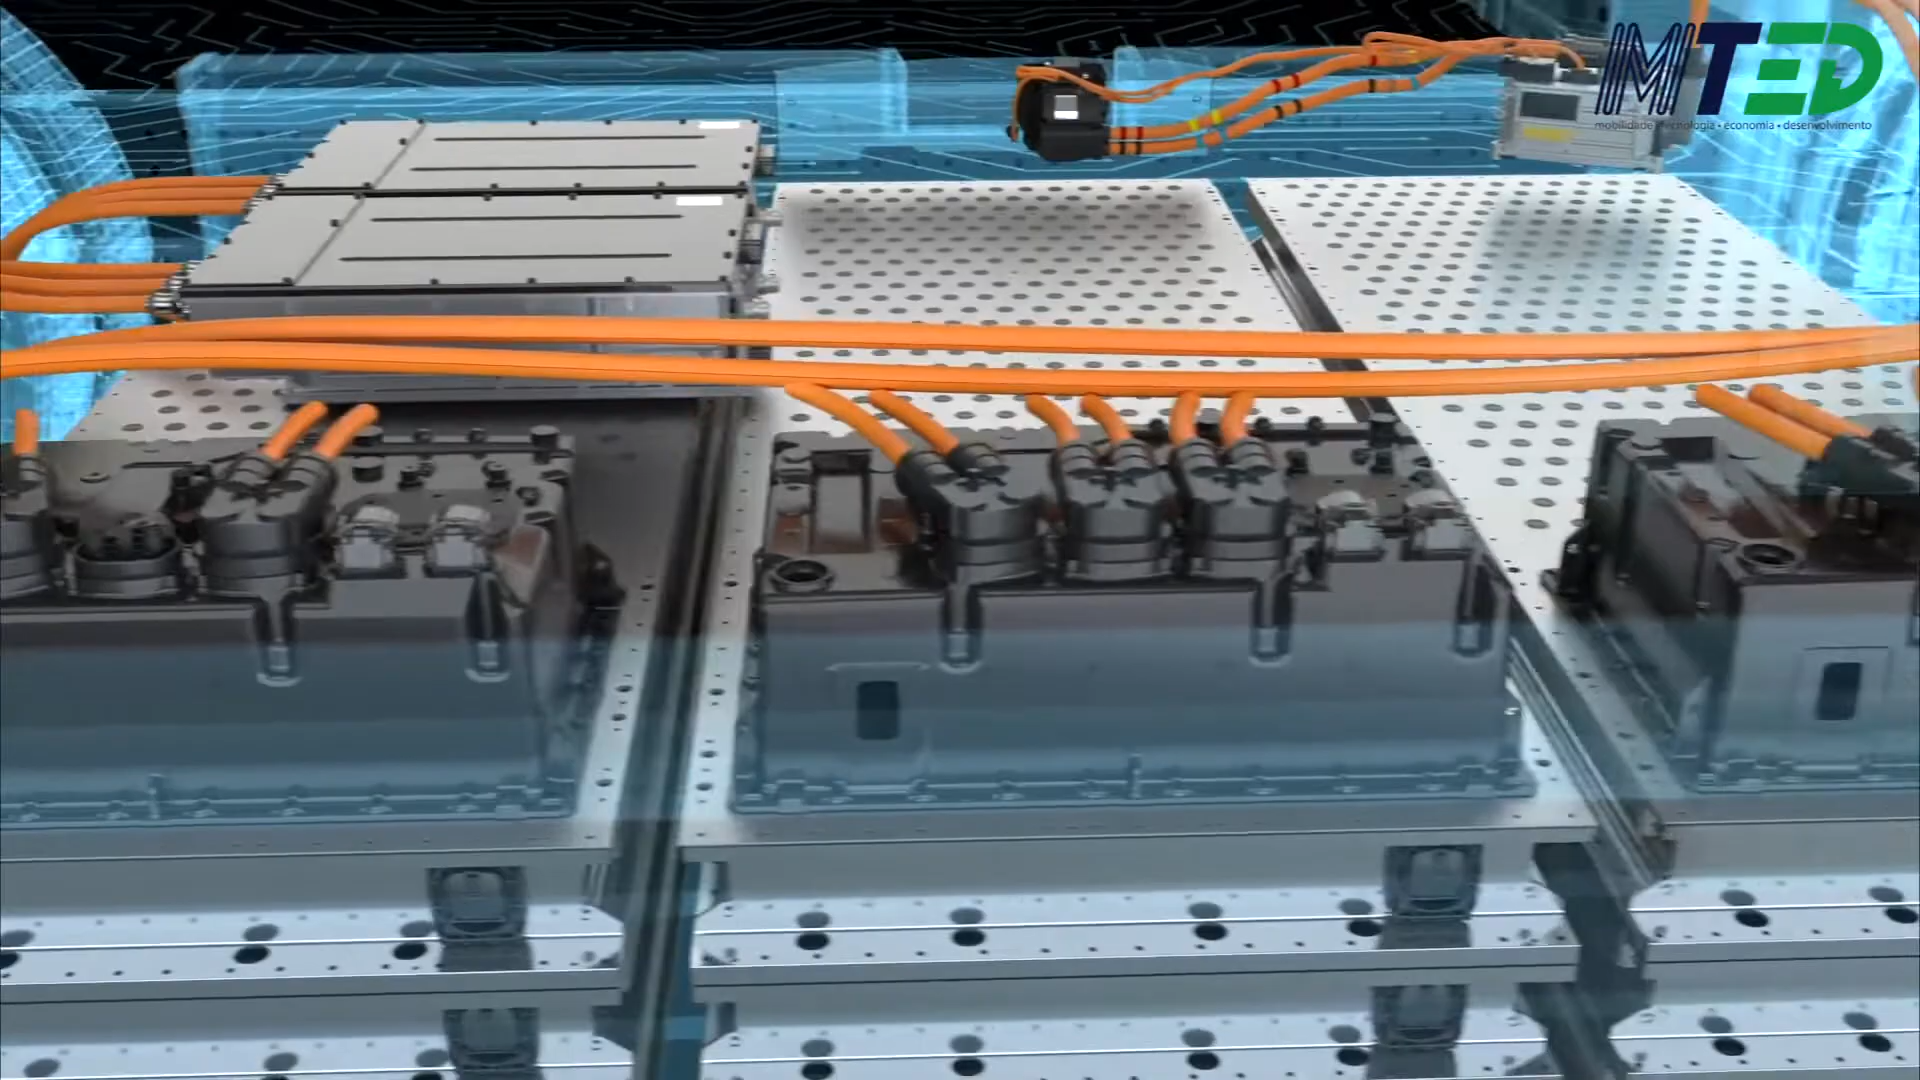 MTED
mobilidade • tecnologia • economia • desenvolvimento